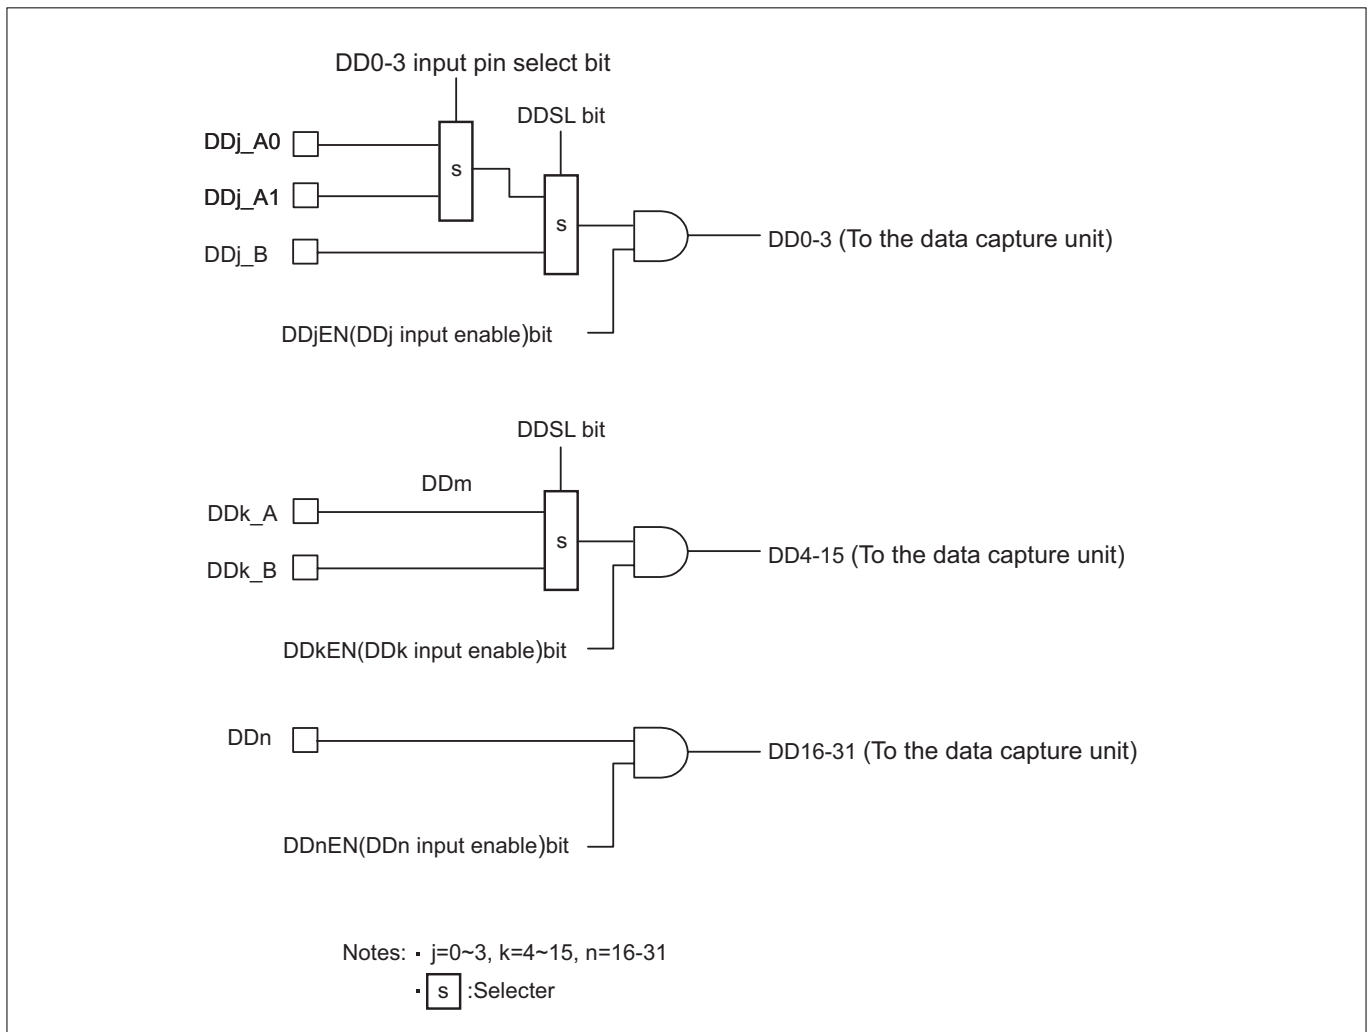 DD0-3 input pin select bit
DDSL bit
DDj_A0
s
DDj_A1
s
DDj_B
DD0-3 (To the data capture unit)
DDjEN(DDj input enable)bit
DDSL bit
DDm
DDk_A
s
DDk_B
DD4-15 (To the data capture unit)
DDkEN(DDk input enable)bit
DDn
DD16-31 (To the data capture unit)
DDnEN(DDn input enable)bit
Notes: · j=0~3, k=4~15, n=16-31
· s :Selecter